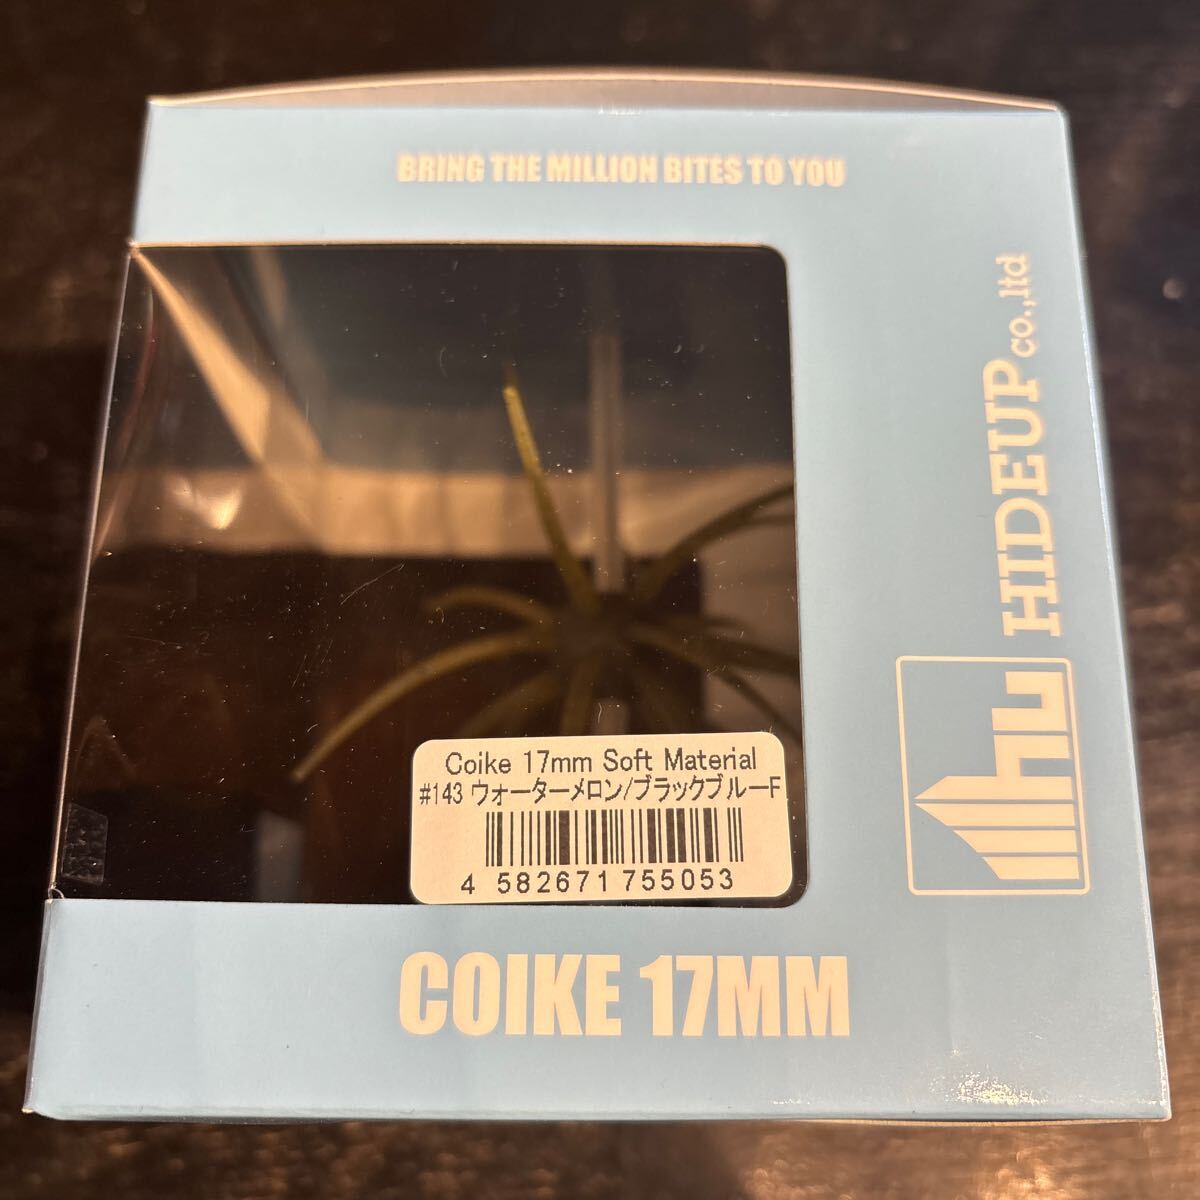 BRING THE MILLION BITES TO YOU
HIDEUP co.,ltd
hu
Coike 17mm Soft Material
#143 ウォーターメロン/ブラックブルーF
4 582671 755053
COIKE 17MM